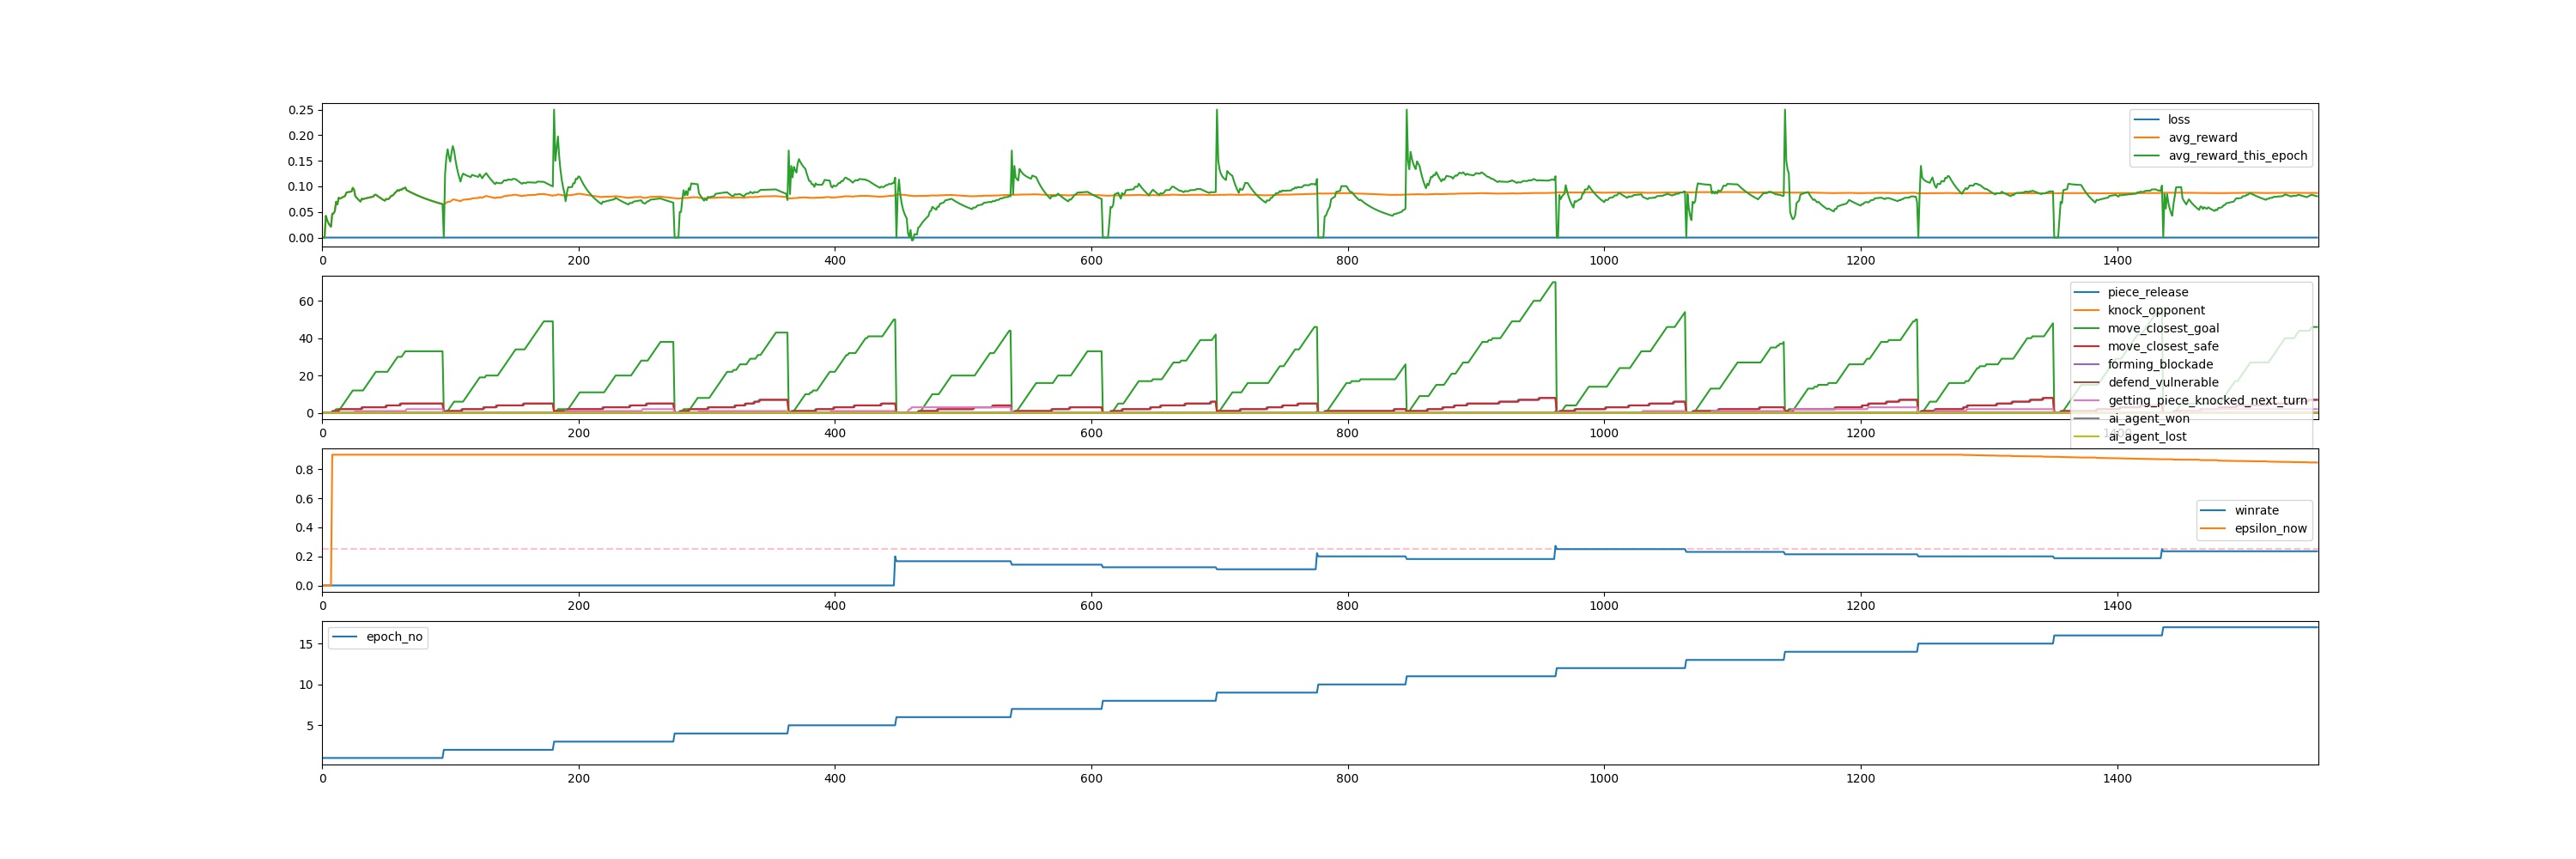 0.25
0.20
0.15
0.10
0.05
0.00
loss
avg_reward
avg_reward_this_epoch
0 200 400 600 800 1000 1200 1400
60
40
20
0
piece_release
knock_opponent
move_closest_goal
move_closest_safe
forming_blockade
defend_vulnerable
getting_piece_knocked_next_turn
ai_agent_won
ai_agent_lost
0 200 400 600 800 1000 1200 1400
0.8
0.6
0.4
0.2
0.0
winrate
epsilon_now
0 200 400 600 800 1000 1200 1400
15
10
5
epoch_no
0 200 400 600 800 1000 1200 1400